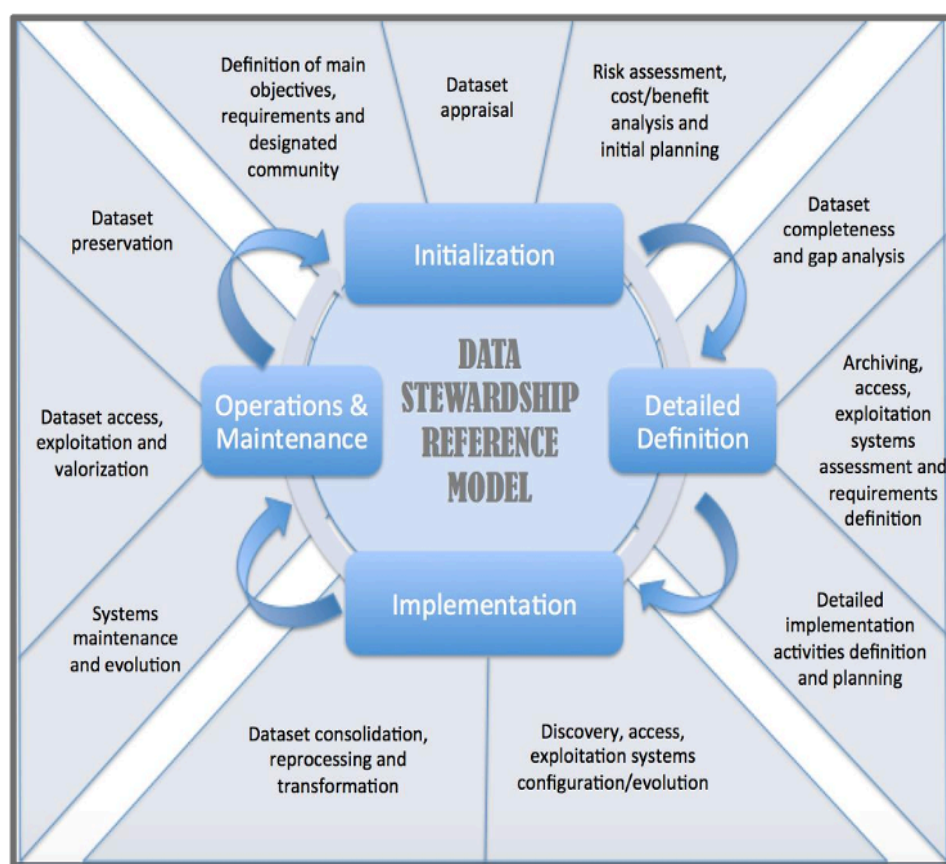 Definition of main
objectives,
requirements and
designated
community
Dataset
appraisal
Risk assessment,
cost/benefit
analysis and
initial planning
Dataset
preservation
Dataset
completeness
and gap analysis
Initialization
DATA
STEWARDSHIP
REFERENCE
MODEL
Operations &
Maintenance
Detailed
Definition
Dataset access,
exploitation and
valorization
Archiving,
access,
exploitation
systems
assessment and
requirements
definition
Implementation
Systems
maintenance
and evolution
Detailed
implementation
activities definition
and planning
Dataset consolidation,
reprocessing and
transformation
Discovery, access,
exploitation systems
configuration/evolution